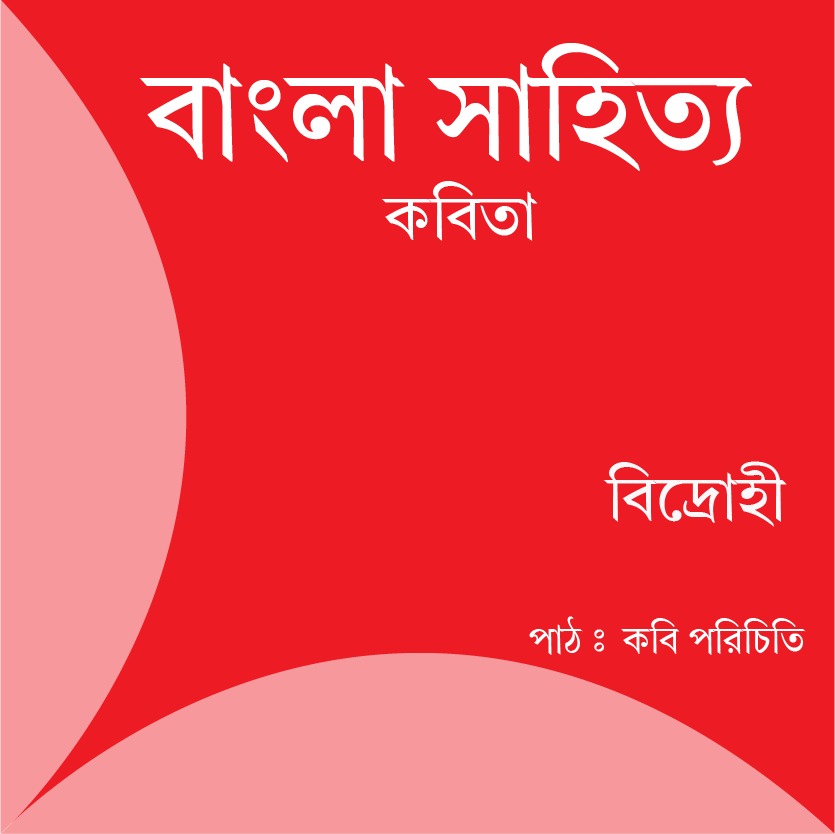 বাংলা সাহিত্য
কবিতা
বিদ্রোহী
পাঠ ঃ কবি পরিচিতি